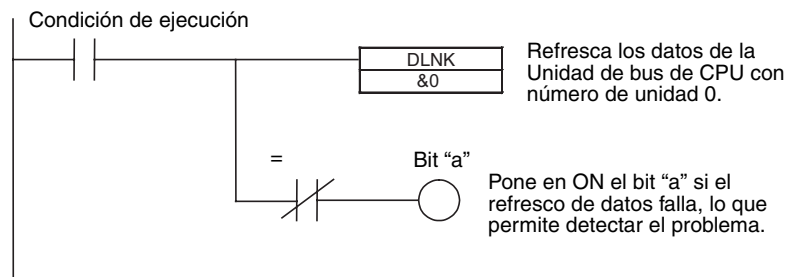 Condición de ejecución
DLNK
&0
Refresca los datos de la
Unidad de bus de CPU con
número de unidad 0.
=
Bit “a”
Pone en ON el bit “a” si el
refresco de datos falla, lo que
permite detectar el problema.